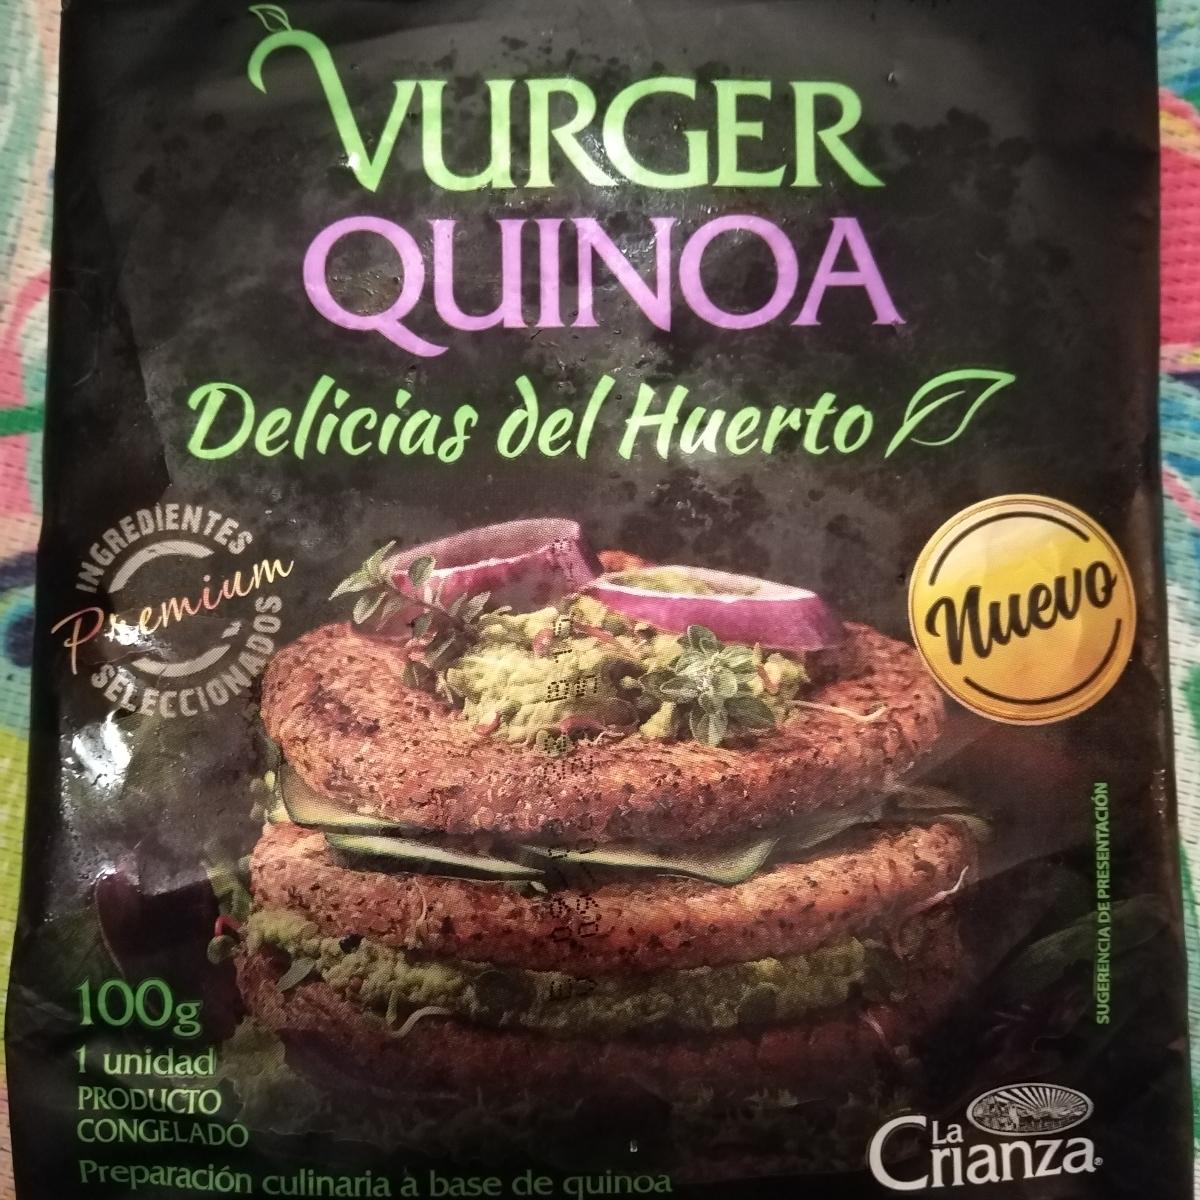 VURGER
QUINOA
Delicias del Huerto
INGREDIENTES
Premium
SELECCIONADOS
Nuevo
SUGERENCIA DE PRESENTACIÓN
100g
1 unidad
PRODUCTO
CONGELADO
Preparación culinaria a base de quinoa
La
Crianza